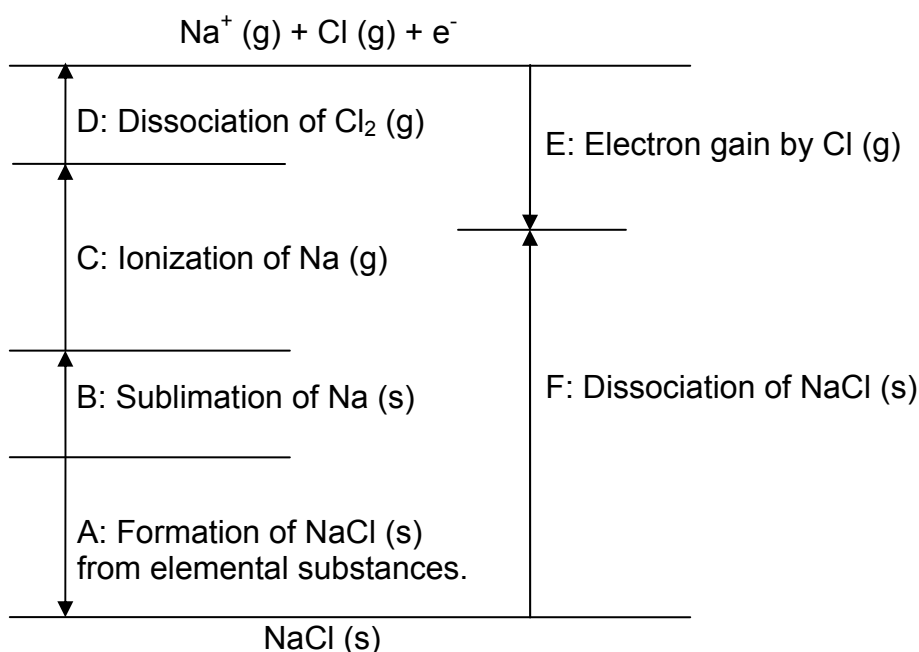 Na⁺ (g) + Cl (g) + e⁻
D: Dissociation of Cl₂ (g)
E: Electron gain by Cl (g)
C: Ionization of Na (g)
B: Sublimation of Na (s)
F: Dissociation of NaCl (s)
A: Formation of NaCl (s)
from elemental substances.
NaCl (s)